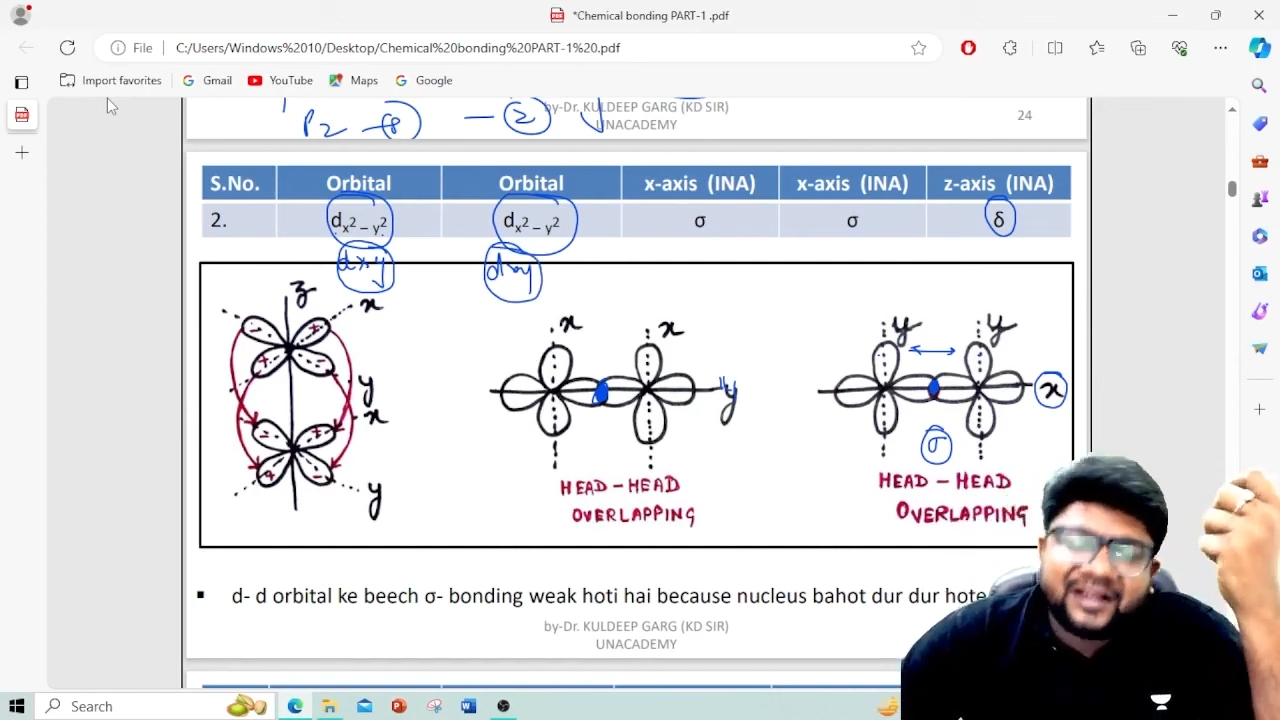 *Chemical bonding PART-1 .pdf
File C:/Users/Windows%2010/Desktop/Chemical%20bonding%20PART-1%20.pdf
Import favorites Gmail YouTube Maps Google
by-Dr. KULDEEP GARG (KD SIR)
UNACADEMY
24
S.No. Orbital Orbital x-axis (INA) x-axis (INA) z-axis (INA)
2. dx² – y² dx² – y² σ σ δ
dxy dxy
z
x
y
x
y
x x
y
HEAD – HEAD
OVERLAPPING
y y
x
σ
HEAD – HEAD
OVERLAPPING
▪ d- d orbital ke beech σ- bonding weak hoti hai because nucleus bahot dur dur hote
by-Dr. KULDEEP GARG (KD SIR)
UNACADEMY
Search